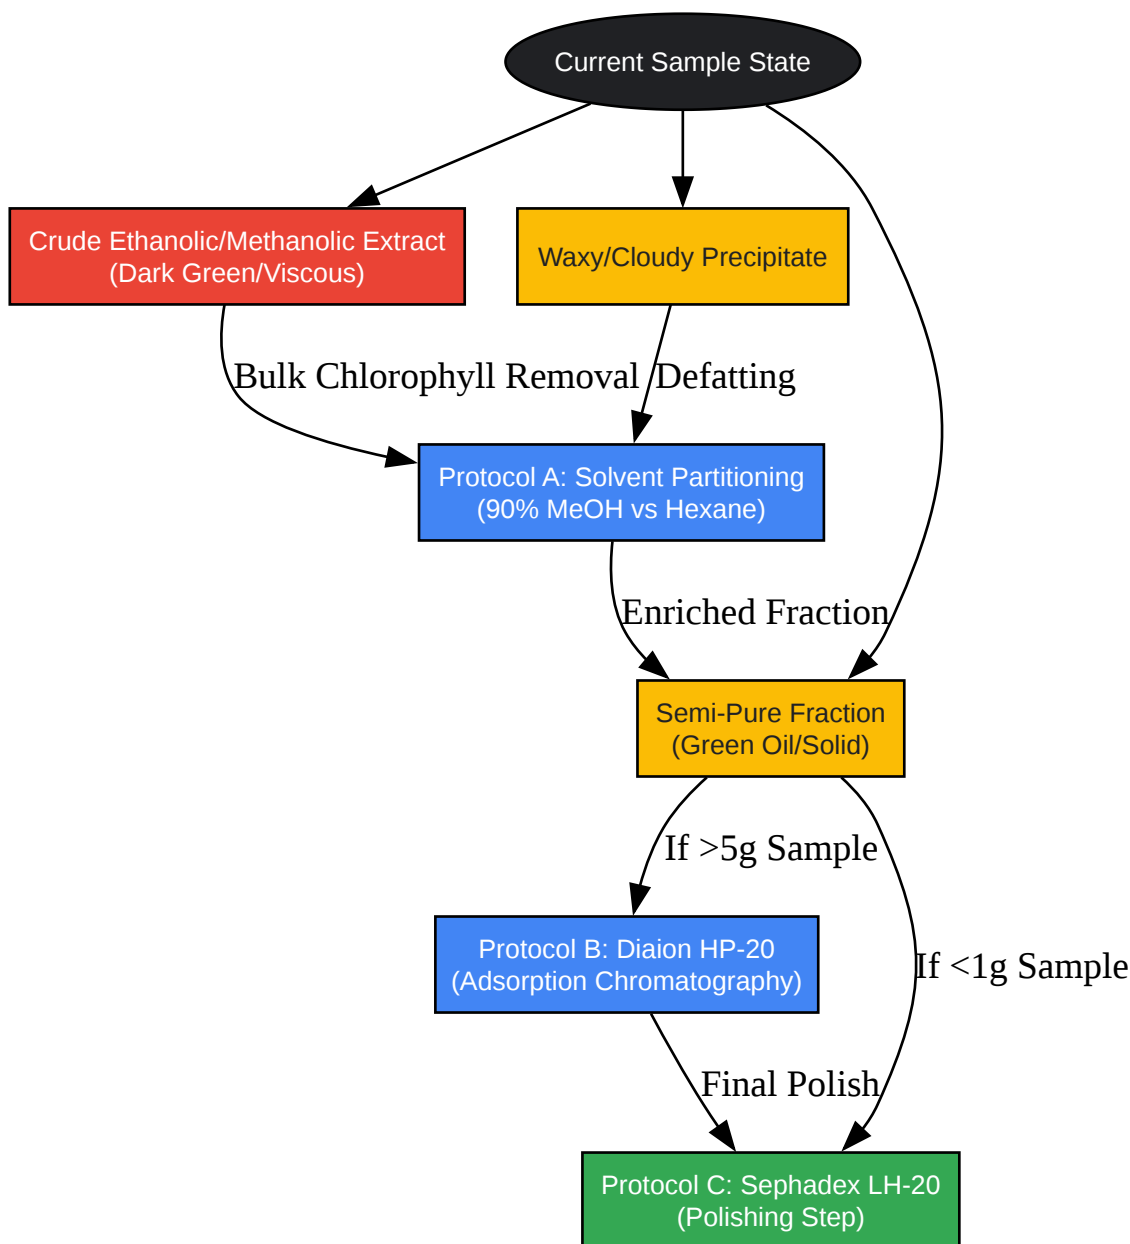 Current Sample State
Crude Ethanolic/Methanolic Extract
(Dark Green/Viscous)
Waxy/Cloudy Precipitate
Bulk Chlorophyll Removal
Defatting
Protocol A: Solvent Partitioning
(90% MeOH vs Hexane)
Enriched Fraction
Semi-Pure Fraction
(Green Oil/Solid)
If >5g Sample
Protocol B: Diaion HP-20
(Adsorption Chromatography)
If <1g Sample
Final Polish
Protocol C: Sephadex LH-20
(Polishing Step)